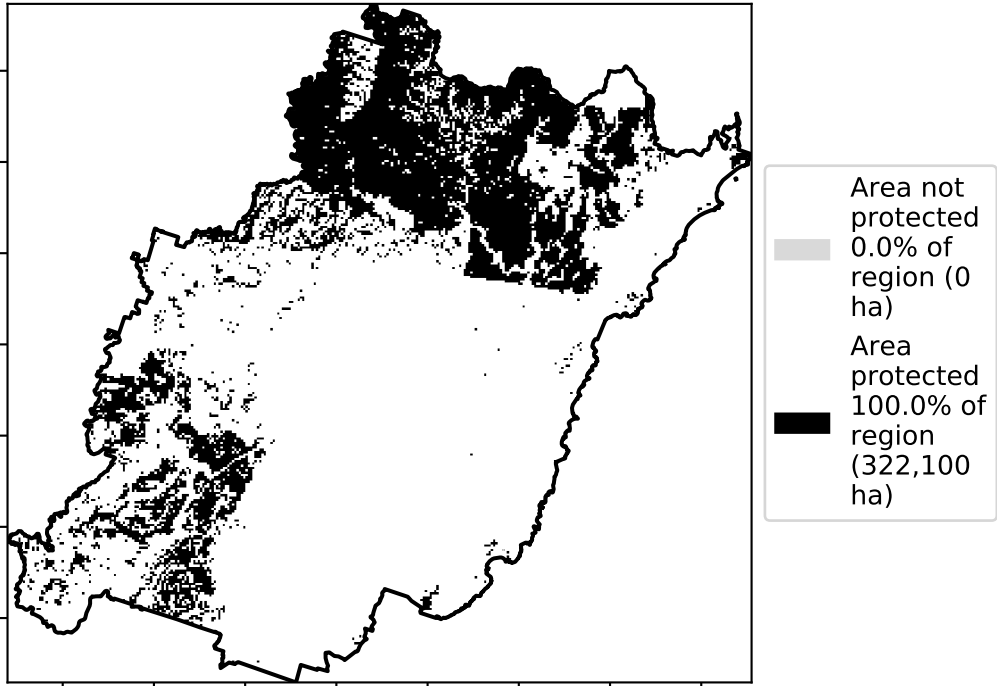 Area not
protected
0.0% of
region (0
ha)
Area
protected
100.0% of
region
(322,100
ha)